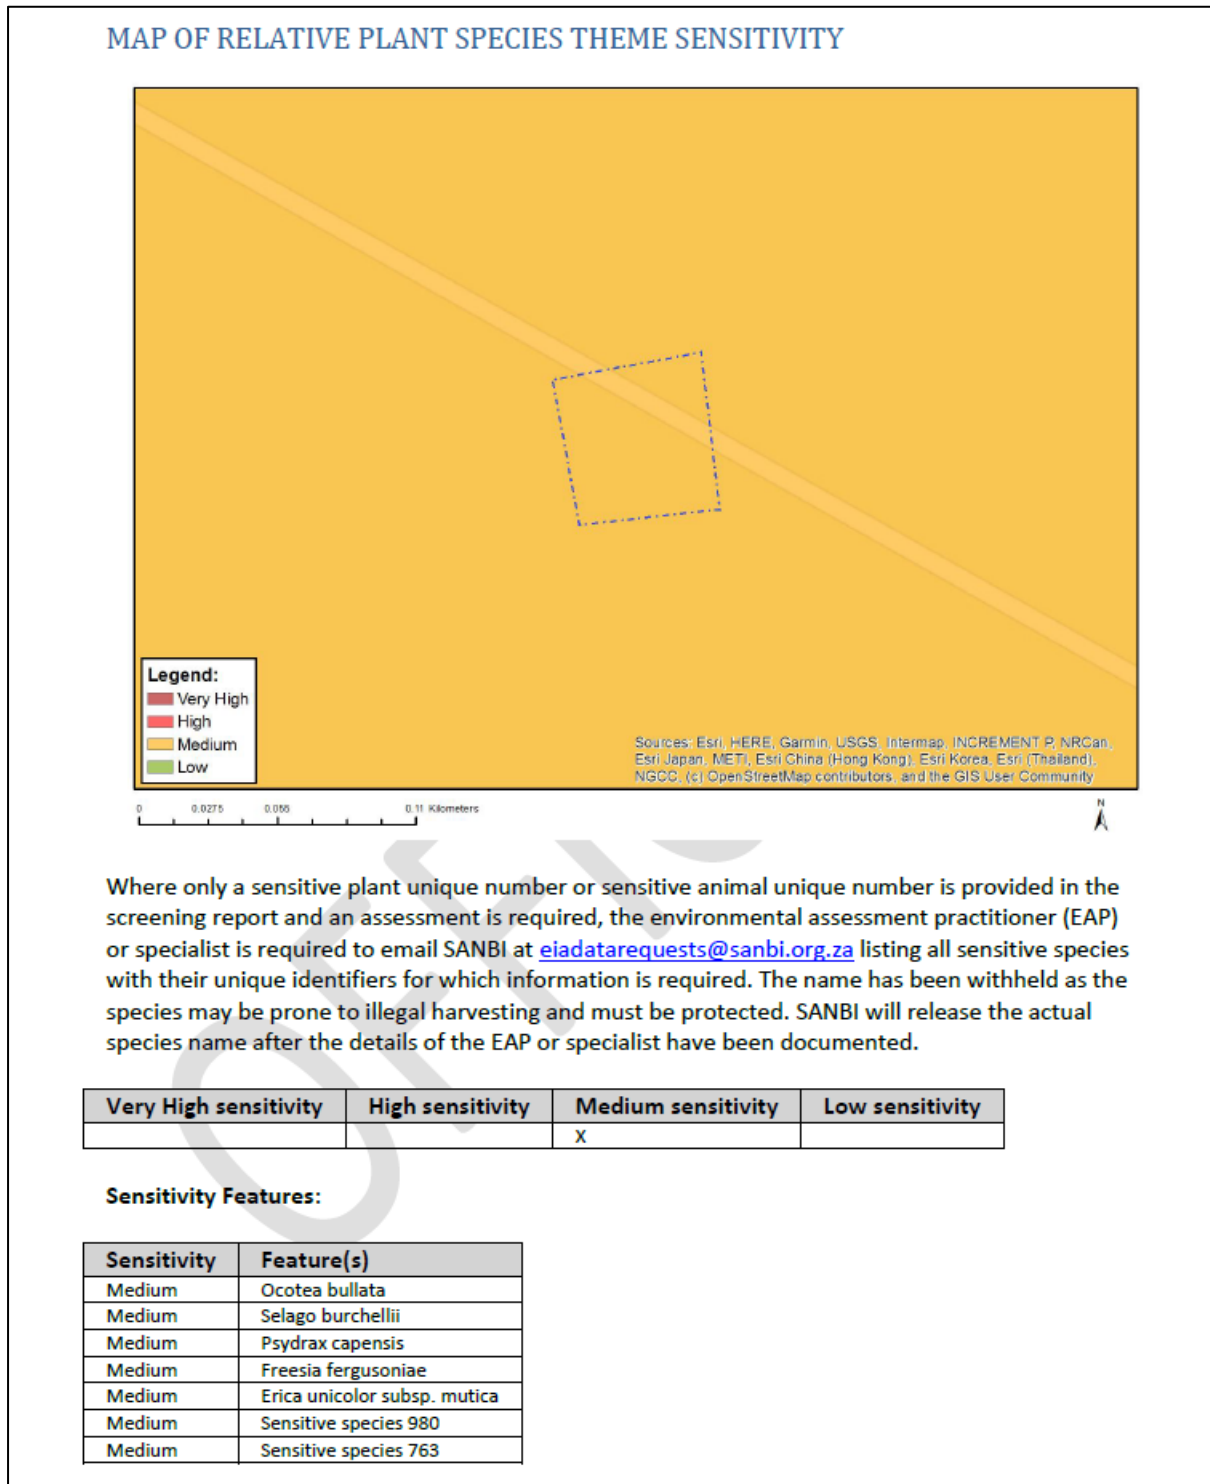 MAP OF RELATIVE PLANT SPECIES THEME SENSITIVITY
Legend:
Very High
High
Medium
Low
Sources: Esri, HERE, Garmin, USGS, Intermap, INCREMENT P, NRCan,
Esri Japan, METI, Esri China (Hong Kong), Esri Korea, Esri (Thailand),
NGCC, (c) OpenStreetMap contributors, and the GIS User Community
0 0.0275 0.055 0.11 Kilometers
N
Where only a sensitive plant unique number or sensitive animal unique number is provided in the
screening report and an assessment is required, the environmental assessment practitioner (EAP)
or specialist is required to email SANBI at eiadatarequests@sanbi.org.za listing all sensitive species
with their unique identifiers for which information is required. The name has been withheld as the
species may be prone to illegal harvesting and must be protected. SANBI will release the actual
species name after the details of the EAP or specialist have been documented.
Very High sensitivity High sensitivity Medium sensitivity Low sensitivity
X
Sensitivity Features:
Sensitivity Feature(s)
Medium Ocotea bullata
Medium Selago burchellii
Medium Psydrax capensis
Medium Freesia fergusoniae
Medium Erica unicolor subsp. mutica
Medium Sensitive species 980
Medium Sensitive species 763